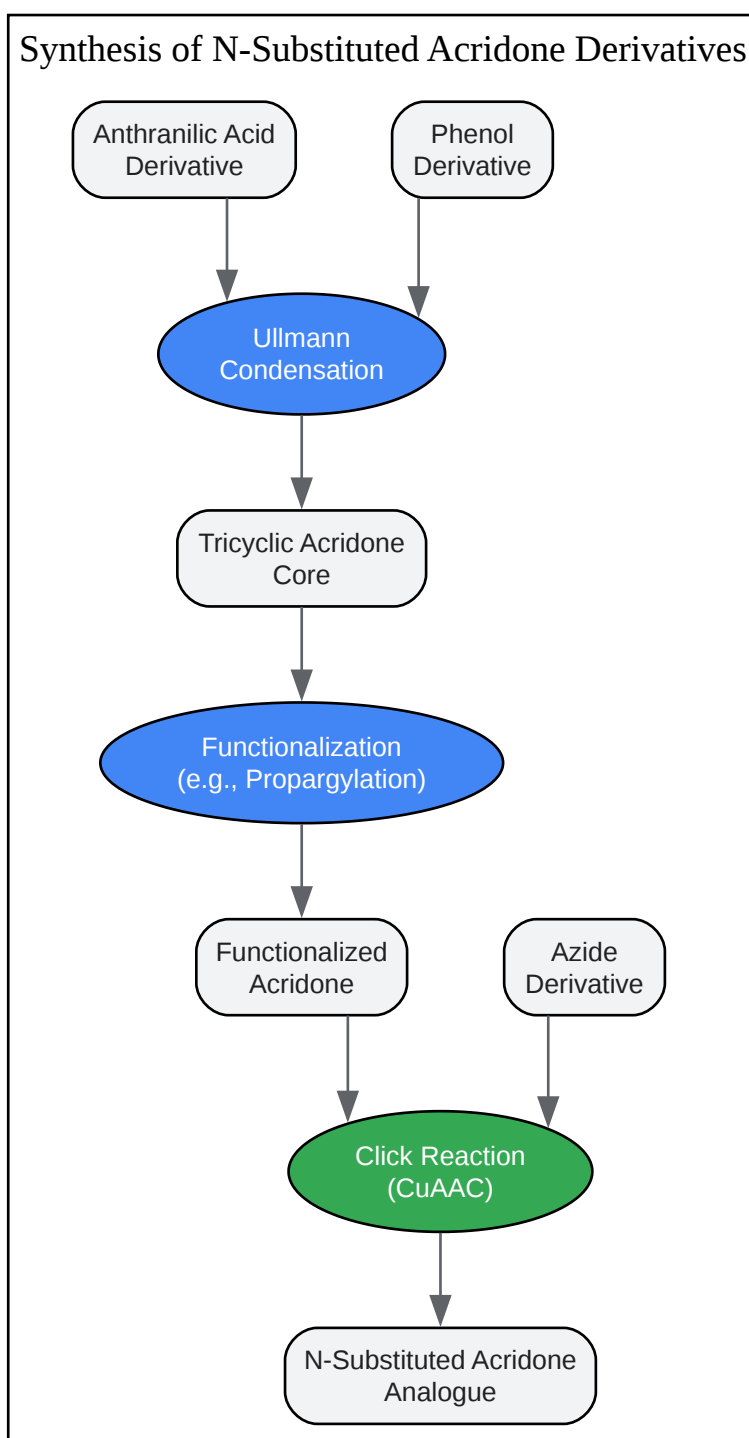 Synthesis of N-Substituted Acridone Derivatives
Anthranilic Acid
Derivative
Phenol
Derivative
Ullmann
Condensation
Tricyclic Acridone
Core
Functionalization
(e.g., Propargylation)
Functionalized
Acridone
Azide
Derivative
Click Reaction
(CuAAC)
N-Substituted Acridone
Analogue